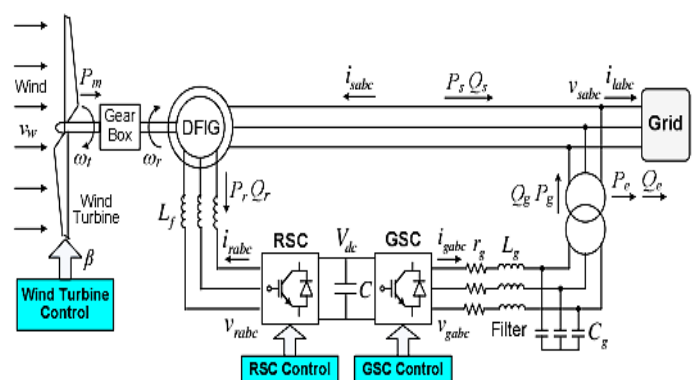 Wind
P_m
v_w
ω_t
Gear
Box
ω_r
DFIG
i_sabc
P_s Q_s
v_sabc
i_labc
Grid
Wind
Turbine
β
Wind Turbine
Control
L_f
P_r Q_r
i_rabc
v_rabc
RSC
V_dc
C
GSC
i_gabc
r_g
L_g
Q_g P_g
P_e Q_e
v_gabc
Filter
C_g
RSC Control
GSC Control